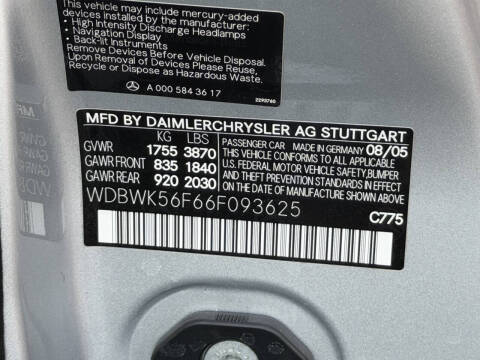 This vehicle may include mercury-added
devices installed by the manufacturer:
- High Intensity Discharge Headlamps
- Navigation Display
- Back-lit Instruments
Remove Devices Before Vehicle Disposal.
Upon Removal of Devices Please Reuse,
Recycle or Dispose as Hazardous Waste.
A 000 584 36 17
2292760
MFD BY DAIMLERCHRYSLER AG STUTTGART
KG LBS
GVWR 1755 3870
GAWR FRONT 835 1840
GAWR REAR 920 2030
PASSENGER CAR MADE IN GERMANY 08/05
THIS VEHICLE CONFORMS TO ALL APPLICABLE
U.S. FEDERAL MOTOR VEHICLE SAFETY, BUMPER
AND THEFT PREVENTION STANDARDS IN EFFECT
ON THE DATE OF MANUFACTURE SHOWN ABOVE
WDBWK56F66F093625
C775